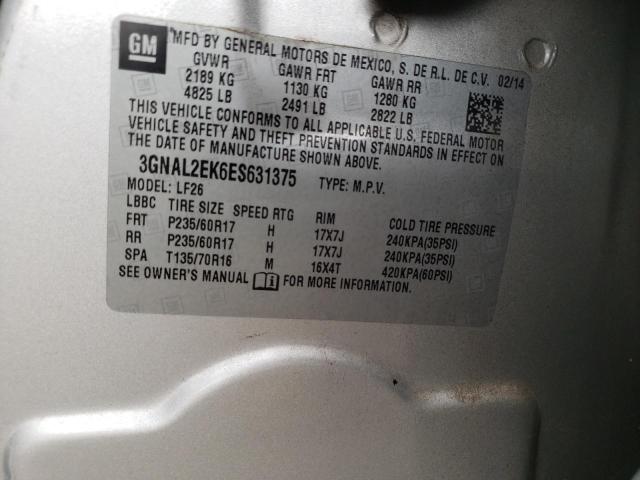 GM
MFD BY GENERAL MOTORS DE MEXICO, S. DE R.L. DE C.V. 02/14
GVWR GAWR FRT GAWR RR
2189 KG 1130 KG 1280 KG
4825 LB 2491 LB 2822 LB
THIS VEHICLE CONFORMS TO ALL APPLICABLE U.S. FEDERAL MOTOR
VEHICLE SAFETY AND THEFT PREVENTION STANDARDS IN EFFECT ON
THE DATE OF MANUFACTURE SHOWN ABOVE.
3GNAL2EK6ES631375 TYPE: M.P.V.
MODEL: LF26
LBBC TIRE SIZE SPEED RTG RIM COLD TIRE PRESSURE
FRT P235/60R17 H 17X7J 240KPA(35PSI)
RR P235/60R17 H 17X7J 240KPA(35PSI)
SPA T135/70R16 M 16X4T 420KPA(60PSI)
SEE OWNER'S MANUAL FOR MORE INFORMATION.